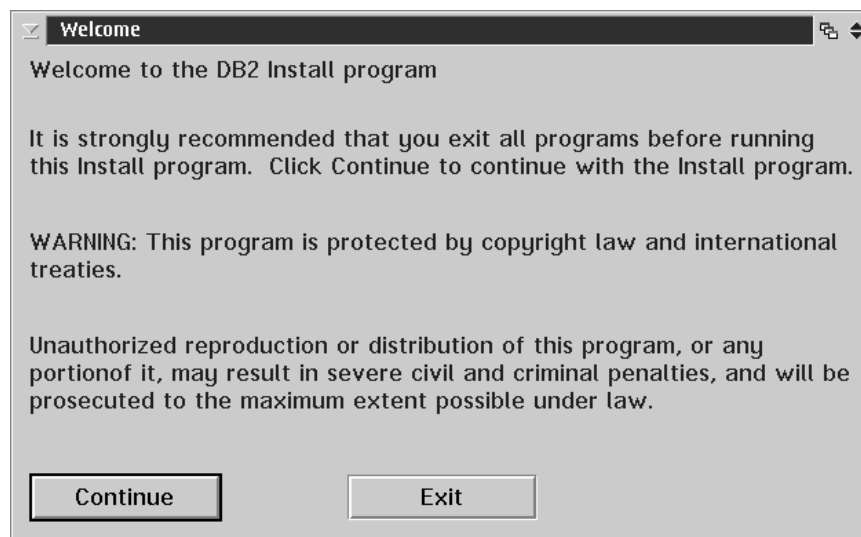 Welcome
Welcome to the DB2 Install program
It is strongly recommended that you exit all programs before running
this Install program.  Click Continue to continue with the Install program.
WARNING: This program is protected by copyright law and international
treaties.
Unauthorized reproduction or distribution of this program, or any
portionof it, may result in severe civil and criminal penalties, and will be
prosecuted to the maximum extent possible under law.
Continue Exit